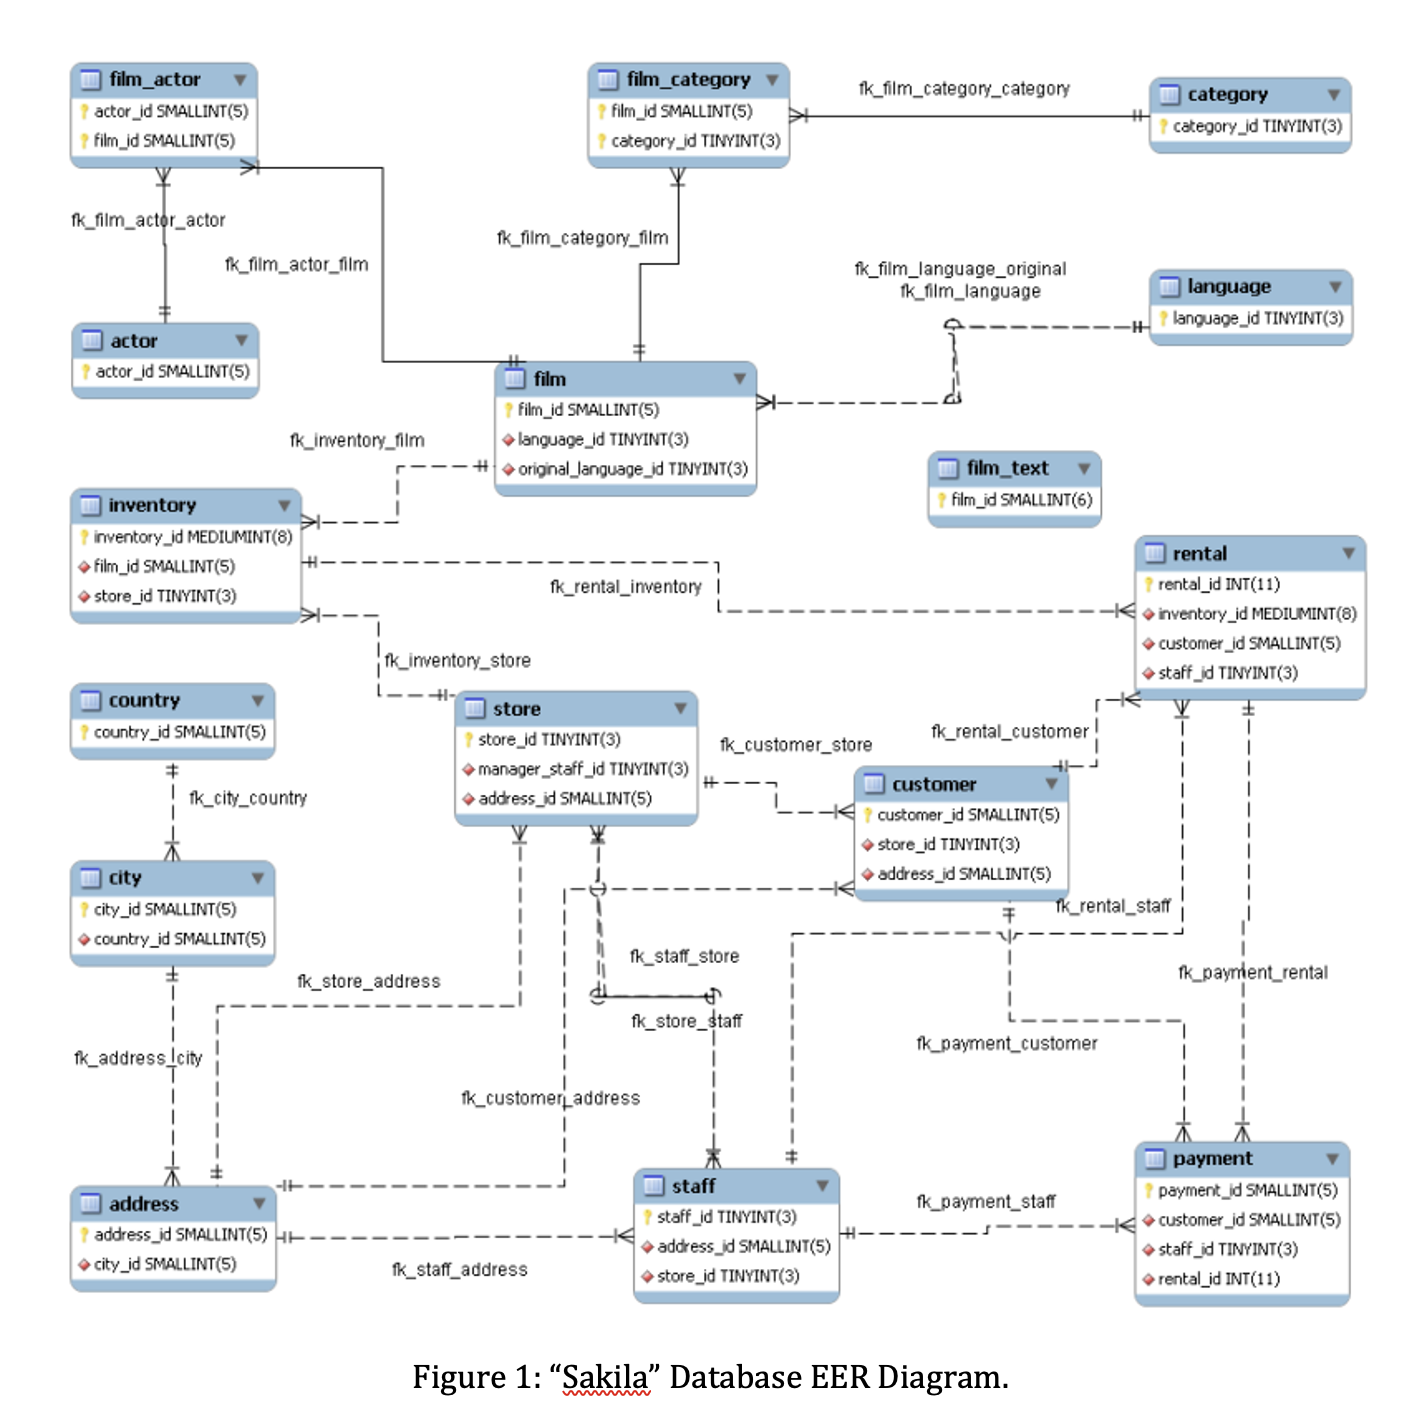 film_actor
actor_id SMALLINT(5)
film_id SMALLINT(5)
film_category
film_id SMALLINT(5)
category_id TINYINT(3)
fk_film_category_category
category
category_id TINYINT(3)
fk_film_actor_actor
fk_film_actor_film
fk_film_category_film
fk_film_language_original
fk_film_language
language
language_id TINYINT(3)
actor
actor_id SMALLINT(5)
film
film_id SMALLINT(5)
language_id TINYINT(3)
original_language_id TINYINT(3)
fk_inventory_film
film_text
film_id SMALLINT(6)
inventory
inventory_id MEDIUMINT(8)
film_id SMALLINT(5)
store_id TINYINT(3)
fk_rental_inventory
rental
rental_id INT(11)
inventory_id MEDIUMINT(8)
customer_id SMALLINT(5)
staff_id TINYINT(3)
fk_inventory_store
country
country_id SMALLINT(5)
store
store_id TINYINT(3)
manager_staff_id TINYINT(3)
address_id SMALLINT(5)
fk_customer_store
fk_rental_customer
customer
customer_id SMALLINT(5)
store_id TINYINT(3)
address_id SMALLINT(5)
fk_city_country
city
city_id SMALLINT(5)
country_id SMALLINT(5)
fk_rental_staff
fk_staff_store
fk_store_address
fk_store_staff
fk_payment_rental
fk_payment_customer
fk_address_city
fk_customer_address
address
address_id SMALLINT(5)
city_id SMALLINT(5)
fk_staff_address
staff
staff_id TINYINT(3)
address_id SMALLINT(5)
store_id TINYINT(3)
fk_payment_staff
payment
payment_id SMALLINT(5)
customer_id SMALLINT(5)
staff_id TINYINT(3)
rental_id INT(11)
Figure 1: “Sakila” Database EER Diagram.